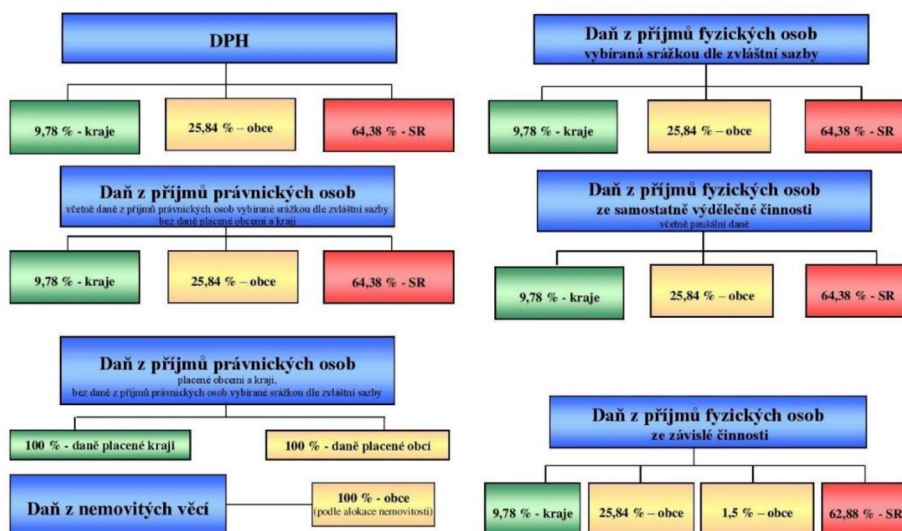 DPH
9,78 % - kraje
25,84 % – obce
64,38 % - SR
Daň z příjmů fyzických osob
vybíraná srážkou dle zvláštní sazby
9,78 % - kraje
25,84 % – obce
64,38 % - SR
Daň z příjmů právnických osob
včetně daně z příjmů právnických osob vybírané srážkou dle zvláštní sazby
bez daně placené obcemi a kraji
9,78 % - kraje
25,84 % – obce
64,38 % - SR
Daň z příjmů fyzických osob
ze samostatně výdělečné činnosti
včetně paušální daně
9,78 % - kraje
25,84 % – obce
64,38 % - SR
Daň z příjmů právnických osob
placené obcemi a kraji,
bez daně z příjmů právnických osob vybírané srážkou dle zvláštní sazby
100 % - daně placené kraji
100 % - daně placené obcí
Daň z nemovitých věcí
100 % - obce
(podle alokace nemovitosti)
Daň z příjmů fyzických osob
ze závislé činnosti
9,78 % - kraje
25,84 % – obce
1,5 % – obce
62,88 % - SR